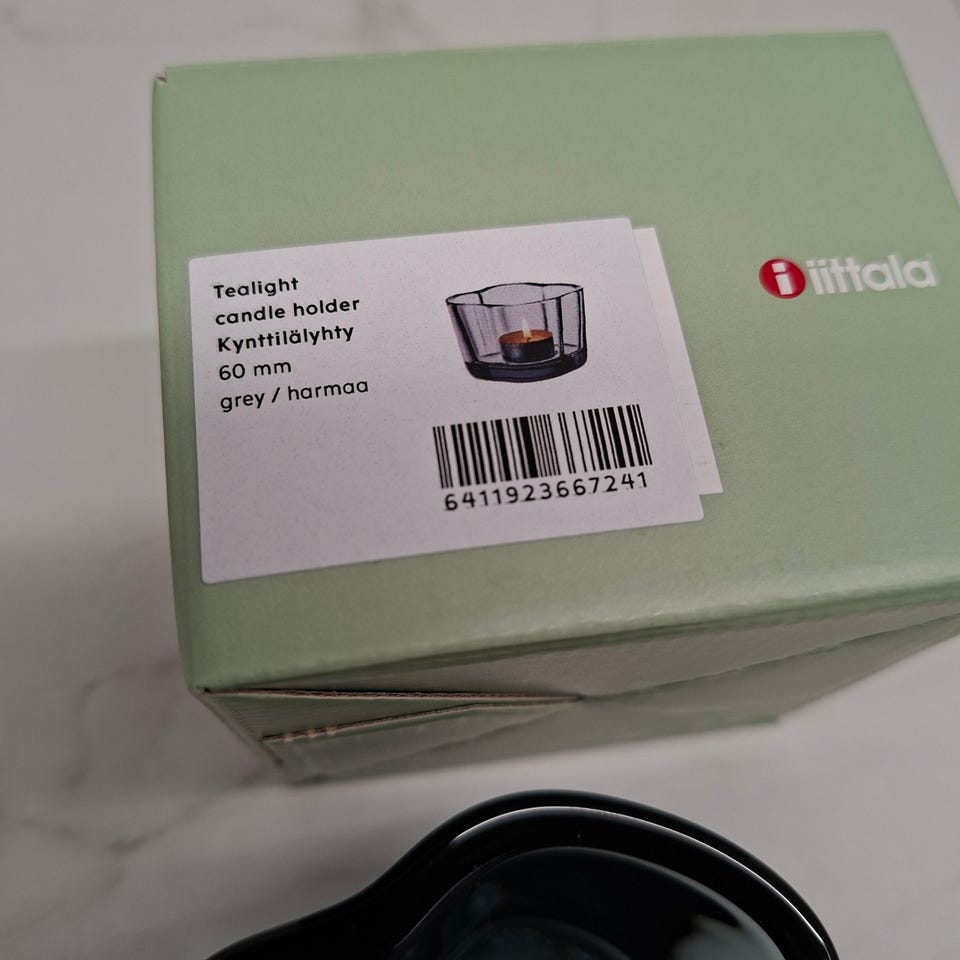 Tealight
candle holder
Kynttilälyhty
60 mm
grey / harmaa
6411923667241
i iittala